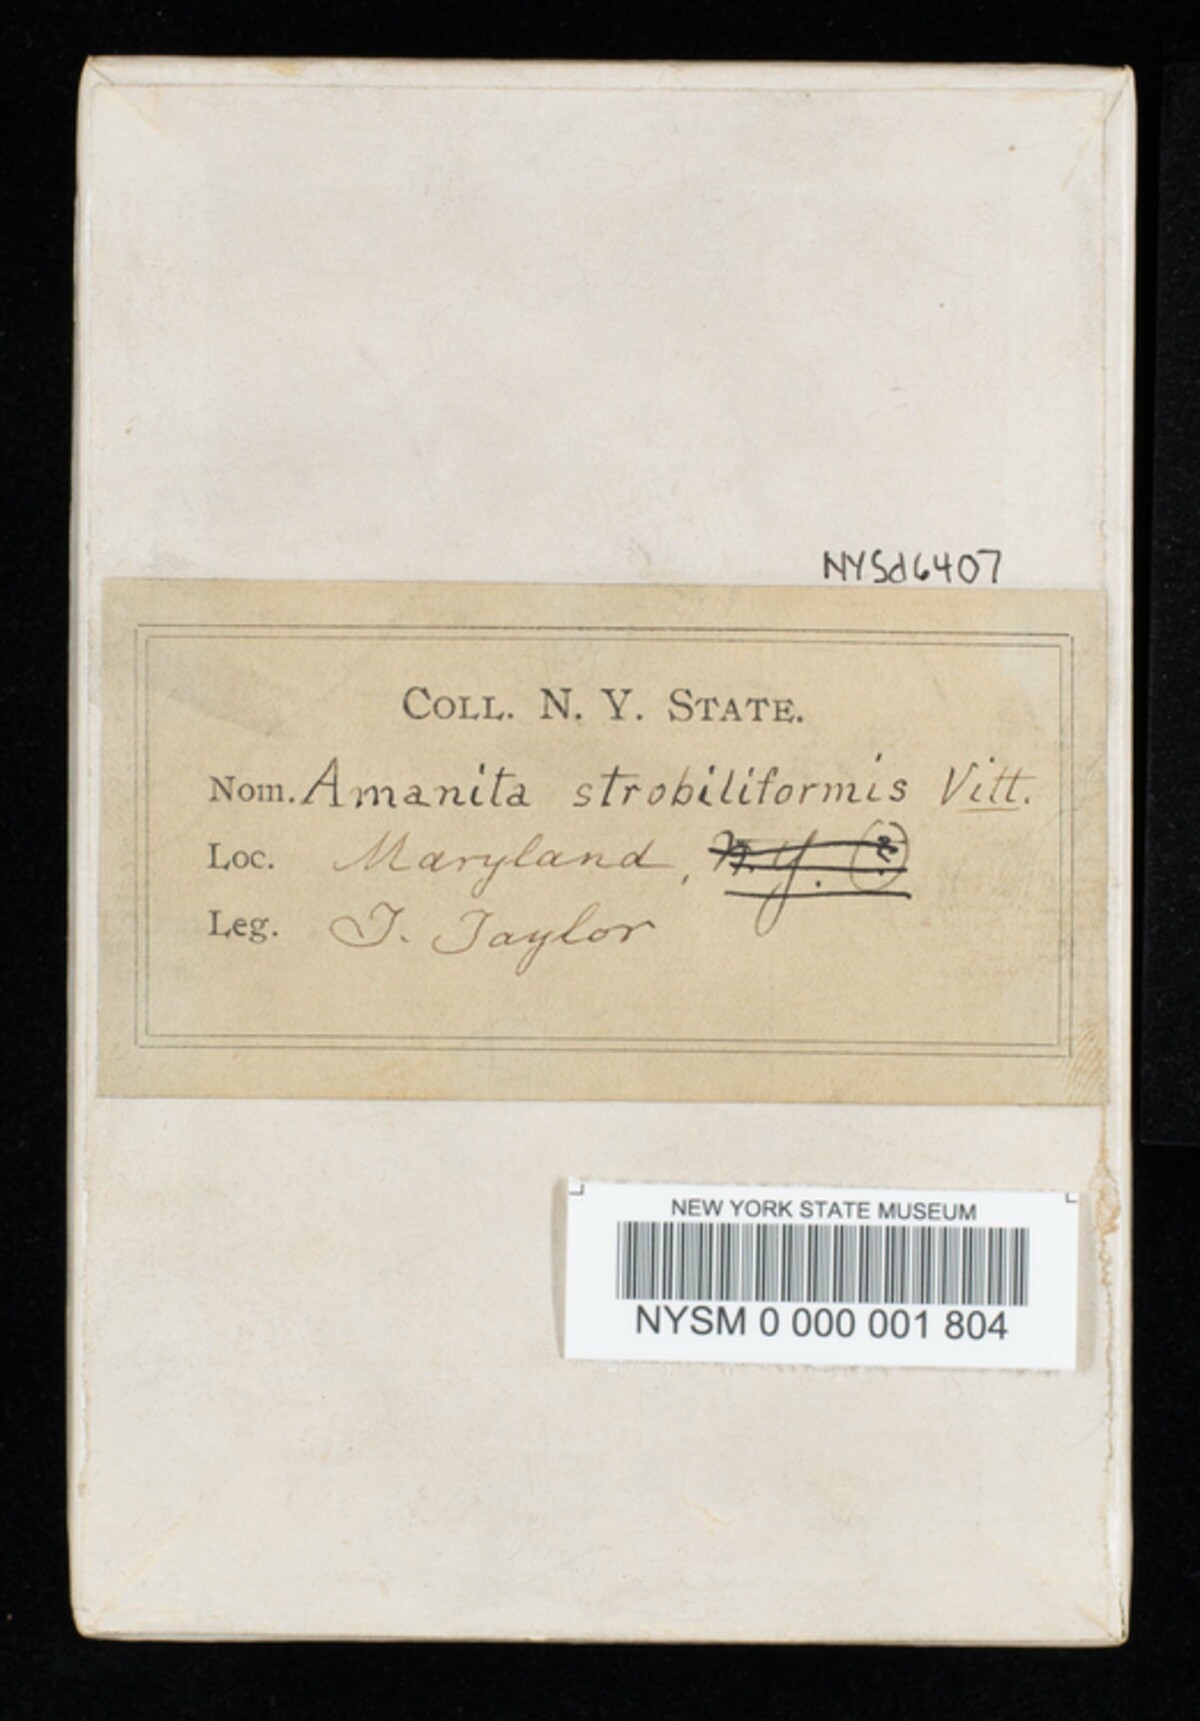 NYSd6407
COLL. N. Y. STATE.
Nom. Amanita strobiliformis Vitt.
Loc. Maryland, N.Y. (?)
Leg. T. Taylor
NEW YORK STATE MUSEUM
NYSM 0 000 001 804